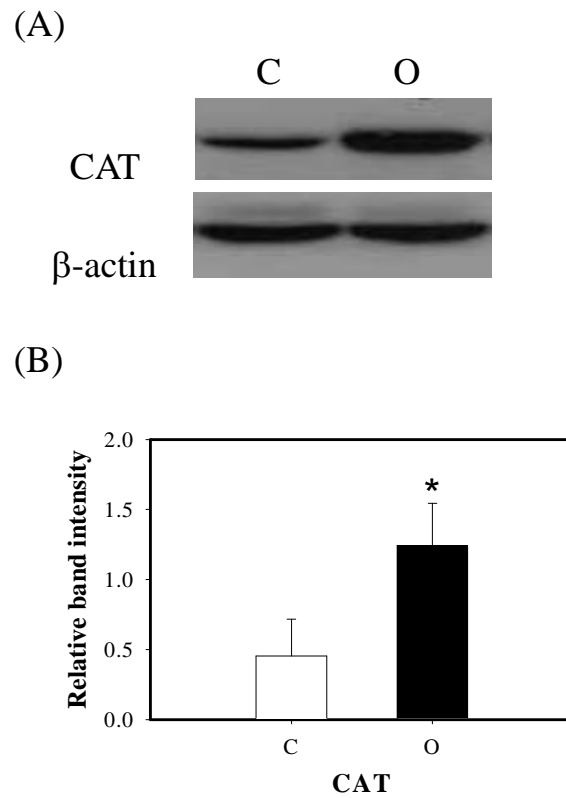 (A)
C O
CAT
β-actin
(B)
2.0
1.5
1.0
0.5
0.0
Relative band intensity
*
C O
CAT